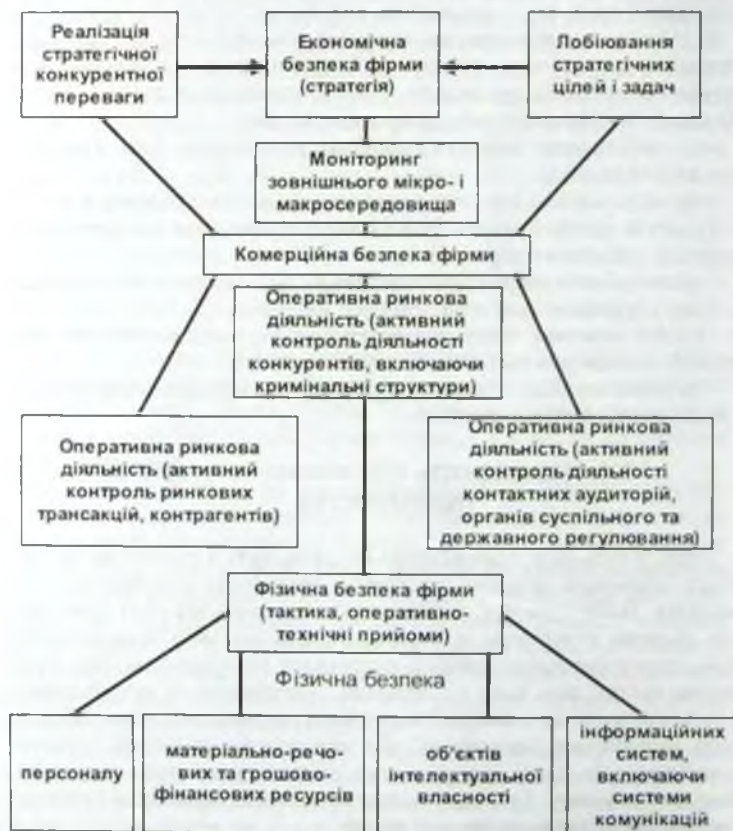 Реалізація
стратегічної
конкурентної
переваги
Економічна
безпека фірми
(стратегія)
Лобіювання
стратегічних
цілей і задач
Моніторинг
зовнішнього мікро- і
макросередовища
Комерційна безпека фірми
Оперативна ринкова
діяльність (активний
контроль діяльності
конкурентів, включаючи
кримінальні структури)
Оперативна ринкова
діяльність (активний
контроль ринкових
трансакцій, контрагентів)
Оперативна ринкова
діяльність (активний
контроль діяльності
контактних аудиторій,
органів суспільного та
державного регулювання)
Фізична безпека фірми
(тактика, оперативно-
технічні прийоми)
Фізична безпека
персоналу
матеріально-речо-
вих та грошово-
фінансових ресурсів
об'єктів
інтелектуальної
власності
інформаційних
систем,
включаючи
системи
комунікацій